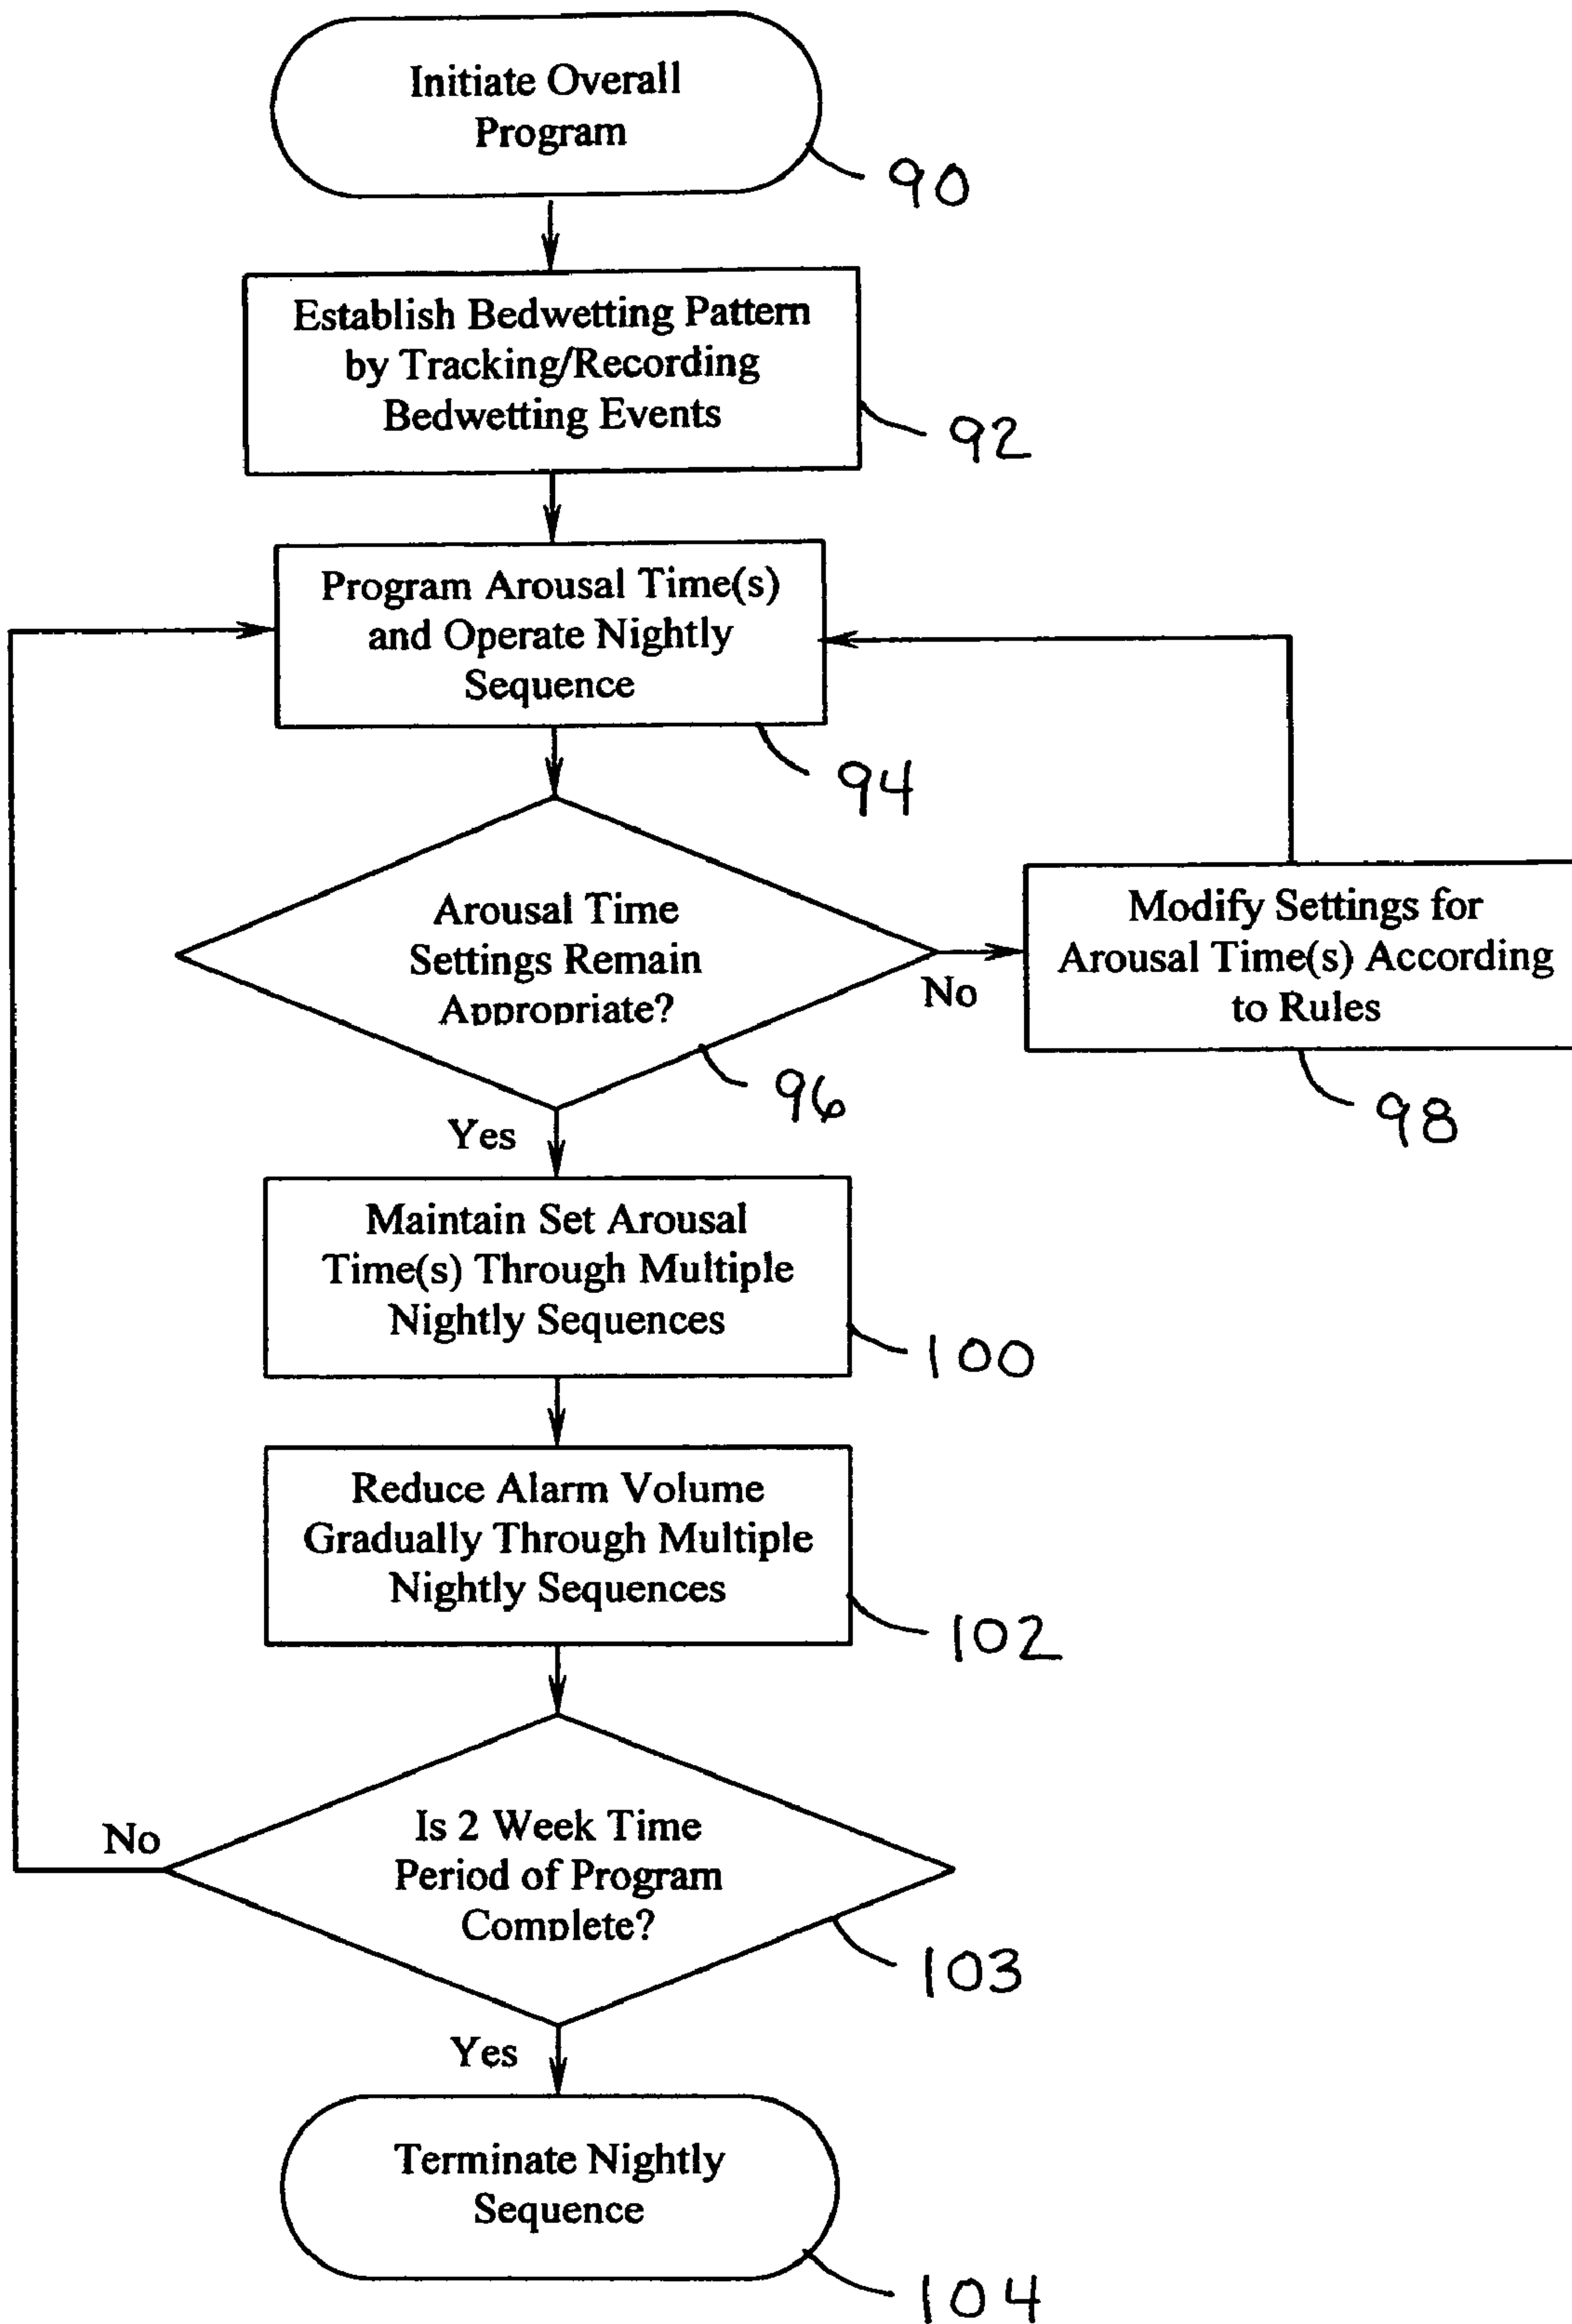 Initiate Overall
Program
90
Establish Bedwetting Pattern
by Tracking/Recording
Bedwetting Events
92
Program Arousal Time(s)
and Operate Nightly
Sequence
94
Arousal Time
Settings Remain
Appropriate?
96
No
Modify Settings for
Arousal Time(s) According
to Rules
98
Yes
Maintain Set Arousal
Time(s) Through Multiple
Nightly Sequences
100
Reduce Alarm Volume
Gradually Through Multiple
Nightly Sequences
102
No
Is 2 Week Time
Period of Program
Complete?
103
Yes
Terminate Nightly
Sequence
104